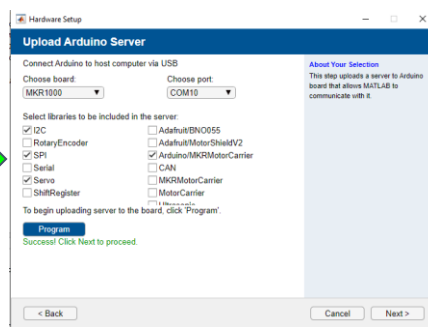 Hardware Setup
Upload Arduino Server
Connect Arduino to host computer via USB
Choose board:
Choose port:
MKR1000
COM10
Select libraries to be included in the server:
I2C
RotaryEncoder
SPI
Serial
Servo
ShiftRegister
Adafruit/BNO055
Adafruit/MotorShieldV2
Arduino/MKRMotorCarrier
CAN
MKRMotorCarrier
MotorCarrier
To begin uploading server to the board, click 'Program'.
Program
Success! Click Next to proceed.
About Your Selection
This step uploads a server to Arduino
board that allows MATLAB to
communicate with it.
< Back
Cancel
Next >